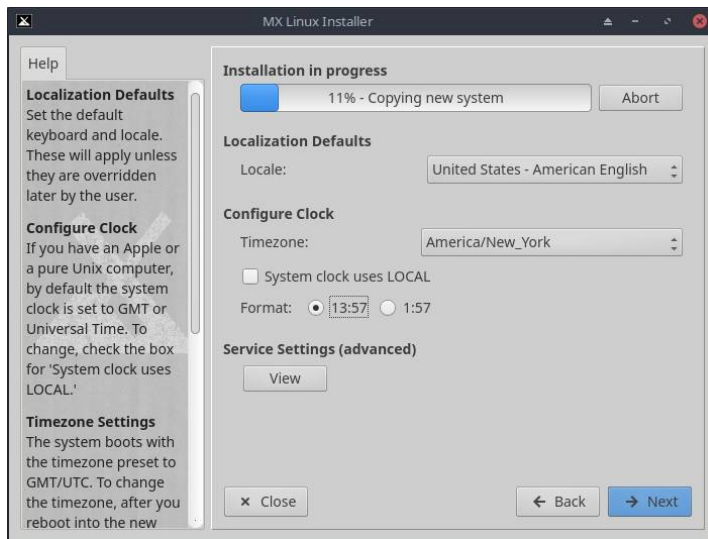 MX Linux Installer
Help
Localization Defaults
Set the default
keyboard and locale.
These will apply unless
they are overridden
later by the user.
Configure Clock
If you have an Apple or
a pure Unix computer,
by default the system
clock is set to GMT or
Universal Time. To
change, check the box
for 'System clock uses
LOCAL.'
Timezone Settings
The system boots with
the timezone preset to
GMT/UTC. To change
the timezone, after you
reboot into the new
Installation in progress
11% - Copying new system
Abort
Localization Defaults
Locale: United States - American English
Configure Clock
Timezone: America/New_York
System clock uses LOCAL
Format: 13:57 1:57
Service Settings (advanced)
View
Close
Back
Next